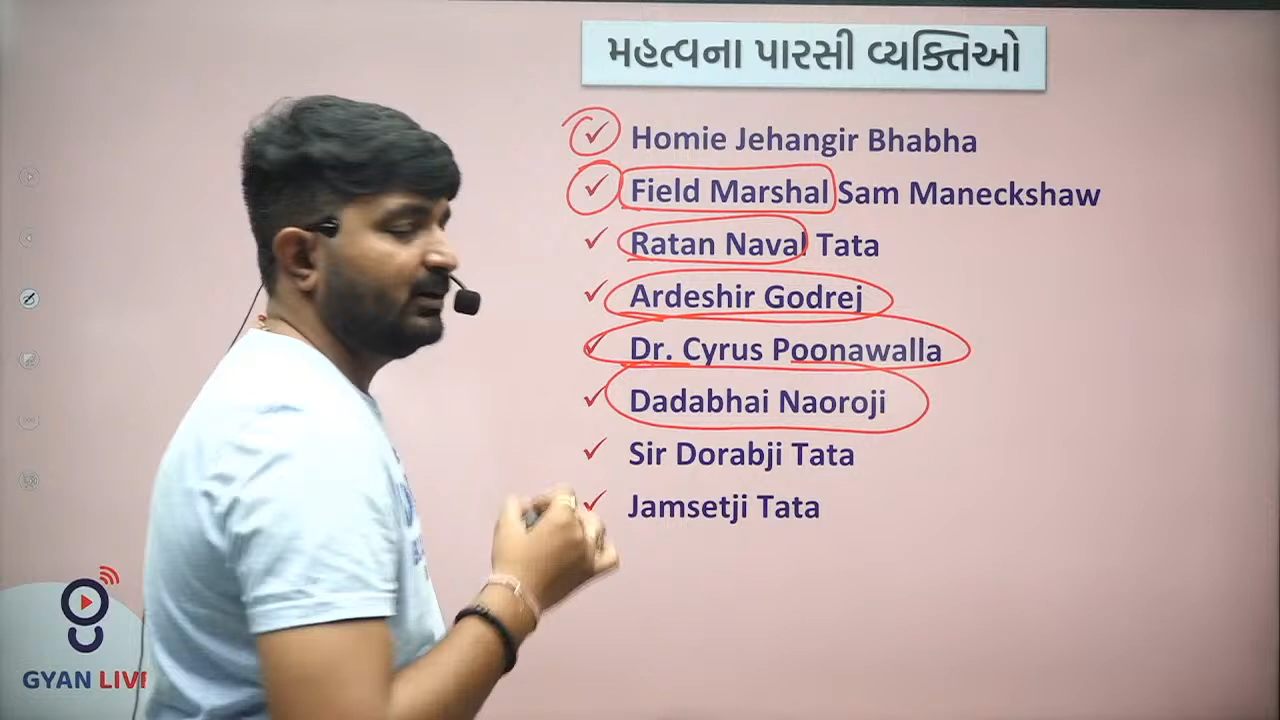 મહત્વના પારસી વ્યક્તિઓ
Homie Jehangir Bhabha
Field Marshal Sam Maneckshaw
Ratan Naval Tata
Ardeshir Godrej
Dr. Cyrus Poonawalla
Dadabhai Naoroji
Sir Dorabji Tata
Jamsetji Tata
GYAN LIVE